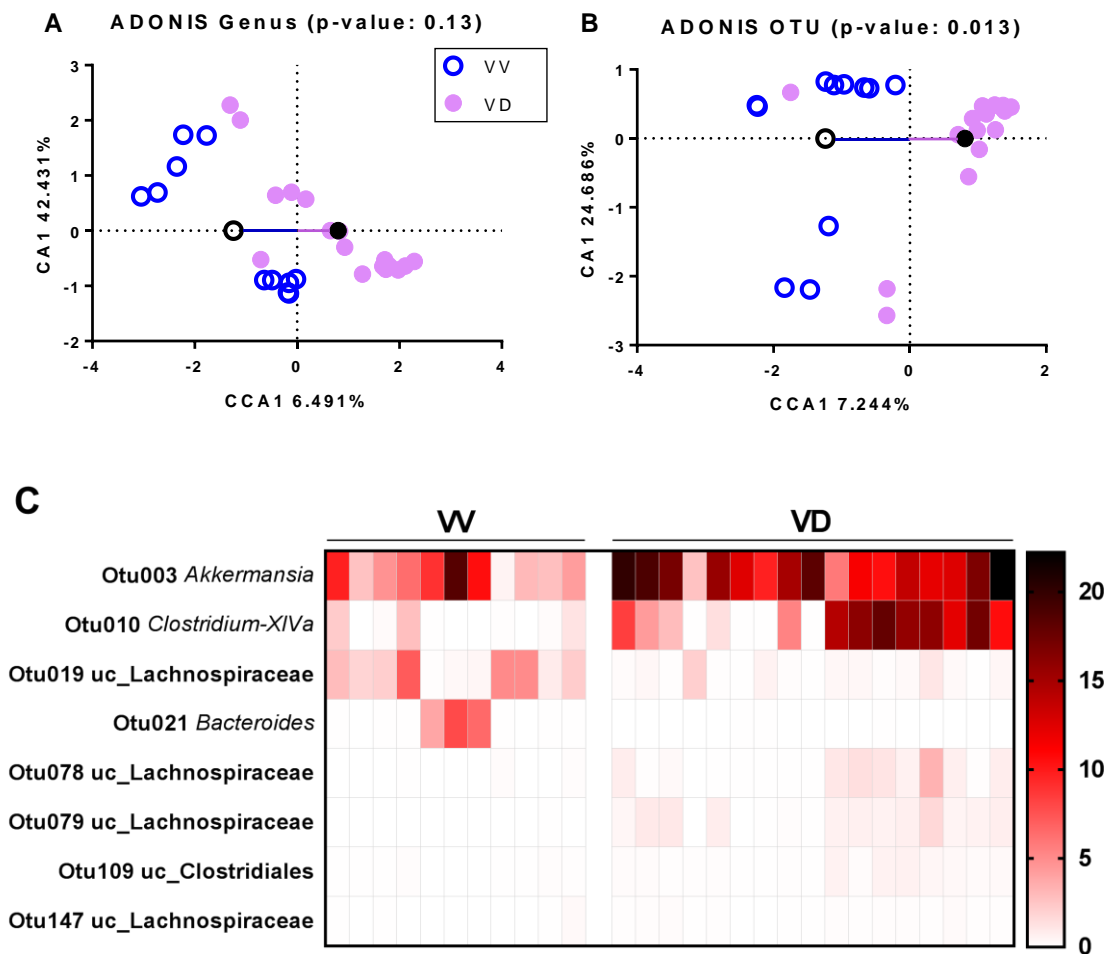 A
ADONIS Genus (p-value: 0.13)
3
2
1
0
-1
-2
-4
-2
0
2
4
CA1 42.431%
CCA1 6.491%
VV
VD
B
ADONIS OTU (p-value: 0.013)
1
0
-1
-2
-3
-4
-2
0
2
CA1 24.686%
CCA1 7.244%
C
VV
VD
Otu003 Akkermansia
Otu010 Clostridium-XIVa
Otu019 uc_Lachnospiraceae
Otu021 Bacteroides
Otu078 uc_Lachnospiraceae
Otu079 uc_Lachnospiraceae
Otu109 uc_Clostridiales
Otu147 uc_Lachnospiraceae
20
15
10
5
0